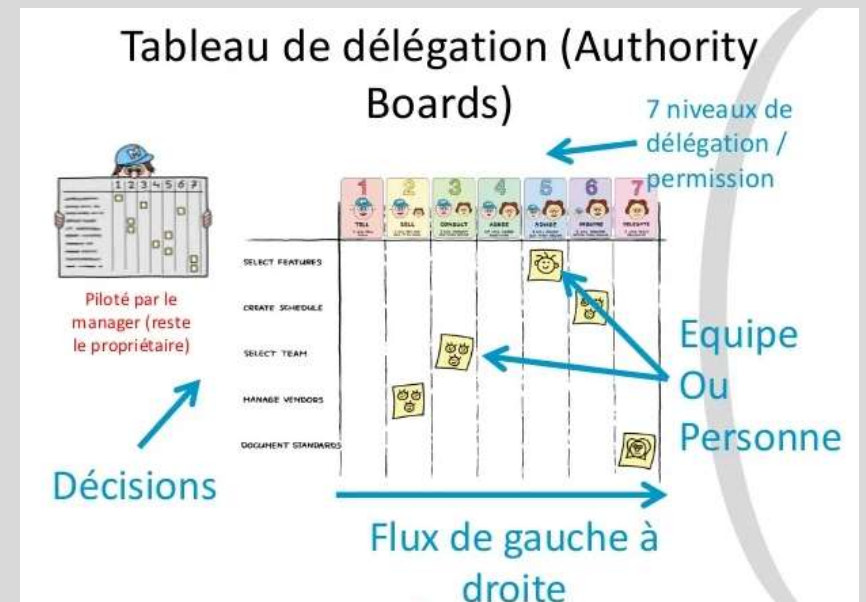 Tableau de délégation (Authority
Boards)
7 niveaux de
délégation /
permission
1 2 3 4 5 6 7
1 2 3 4 5 6 7
TELL SELL CONSULT AGREE ADVISE INQUIRE DELEGATE
SELECT FEATURES
CREATE SCHEDULE
SELECT TEAM
MANAGE VENDORS
DOCUMENT STANDARDS
Piloté par le
manager (reste
le propriétaire)
Equipe
Ou
Personne
Décisions
Flux de gauche à
droite